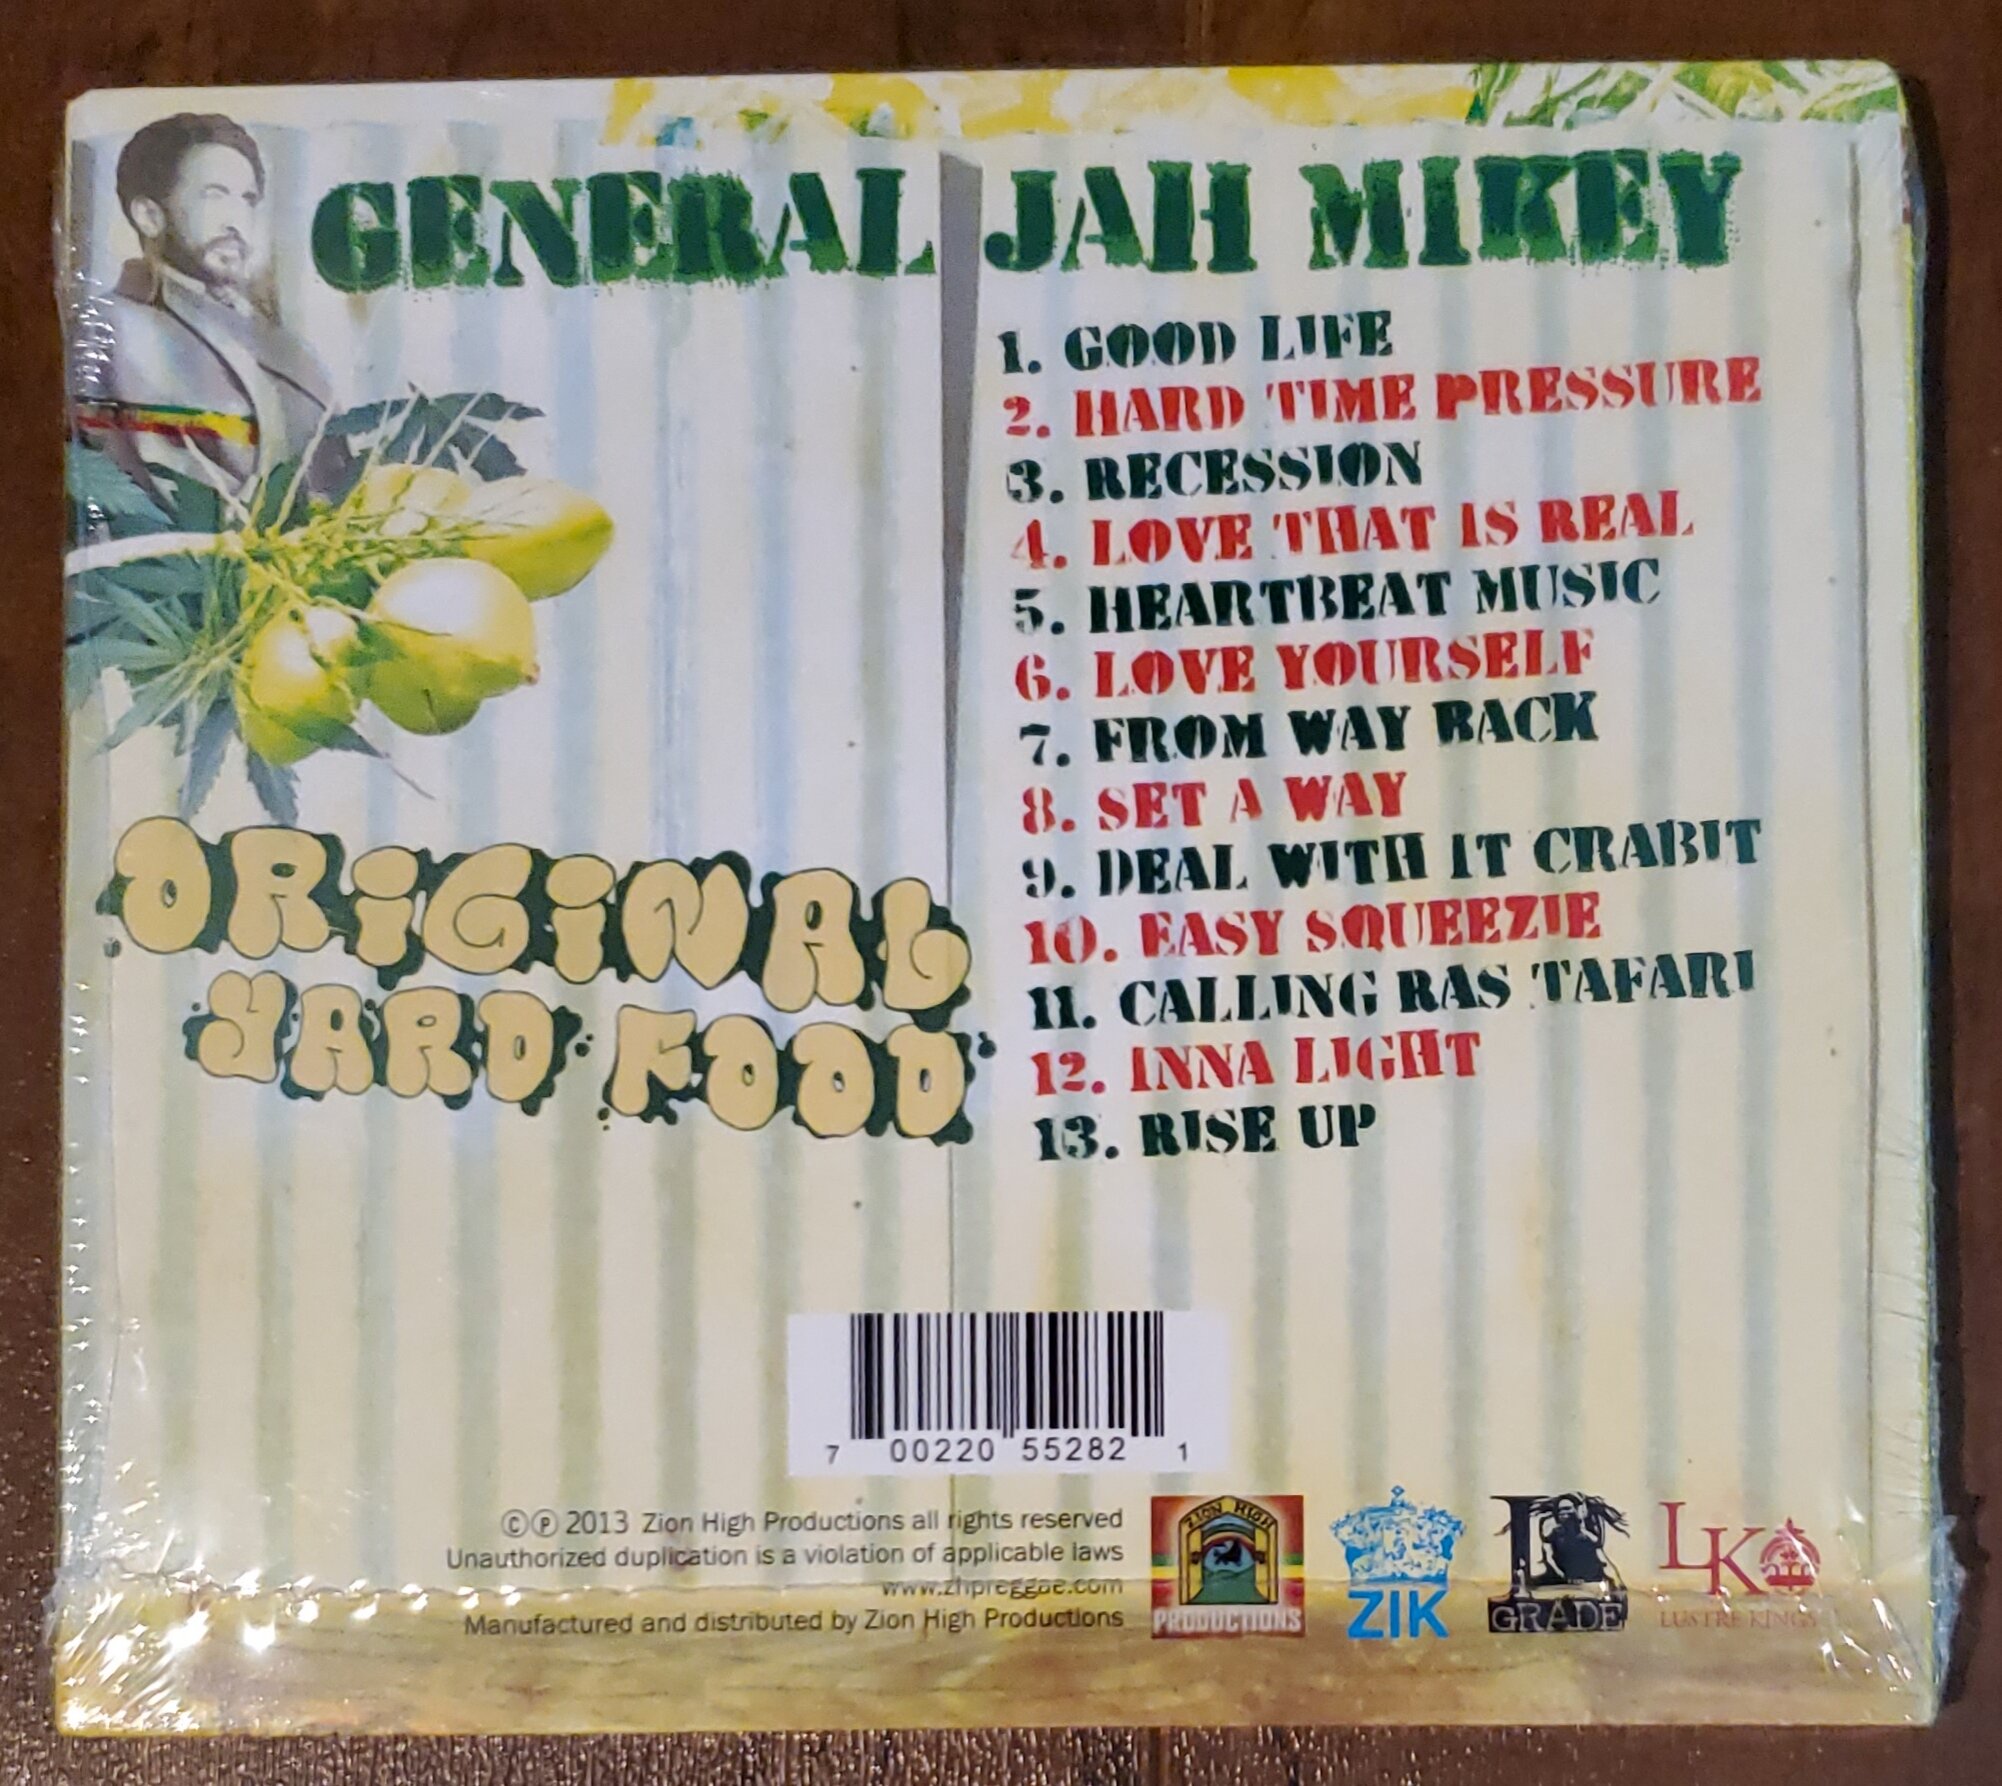 GENERAL JAH MIKEY
1. GOOD LIFE
2. HARD TIME PRESSURE
3. RECESSION
4. LOVE THAT IS REAL
5. HEARTBEAT MUSIC
6. LOVE YOURSELF
7. FROM WAY BACK
8. SET A WAY
9. DEAL WITH IT CRABIT
10. EASY SQUEEZIE
11. CALLING RAS TAFARI
12. INNA LIGHT
13. RISE UP
ORiGiNAL
YARD FOOD
7 00220 55282 1
©℗ 2013 Zion High Productions all rights reserved
Unauthorized duplication is a violation of applicable laws
www.zhpreggae.com
Manufactured and distributed by Zion High Productions
ZION HIGH
PRODUCTIONS
ZIK
I
GRADE
LK
LUSTRE KINGS